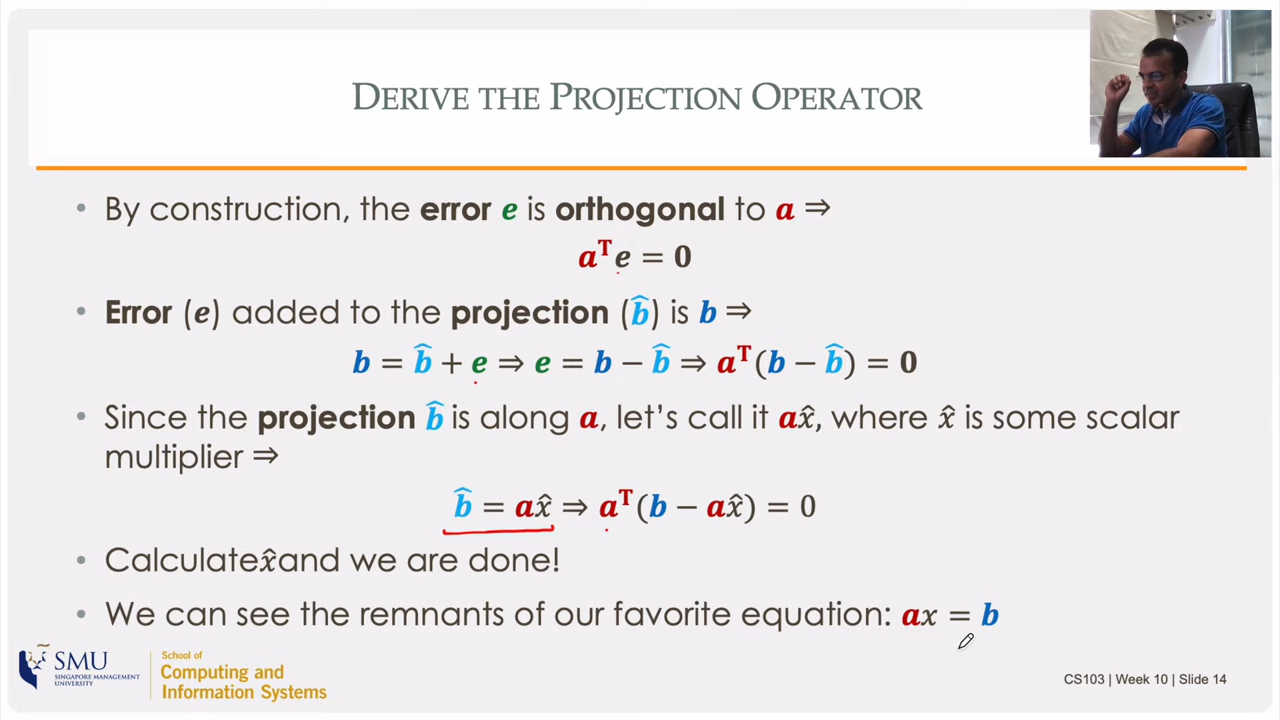 DERIVE THE PROJECTION OPERATOR
• By construction, the error e is orthogonal to a ⇒
aᵀe = 0
• Error (e) added to the projection (b̂) is b ⇒
b = b̂ + e ⇒ e = b − b̂ ⇒ aᵀ(b − b̂) = 0
• Since the projection b̂ is along a, let's call it ax̂, where x̂ is some scalar
multiplier ⇒
b̂ = ax̂ ⇒ aᵀ(b − ax̂) = 0
• Calculate x̂ and we are done!
• We can see the remnants of our favorite equation: ax = b
SMU
SINGAPORE MANAGEMENT
UNIVERSITY
School of
Computing and
Information Systems
CS103 | Week 10 | Slide 14